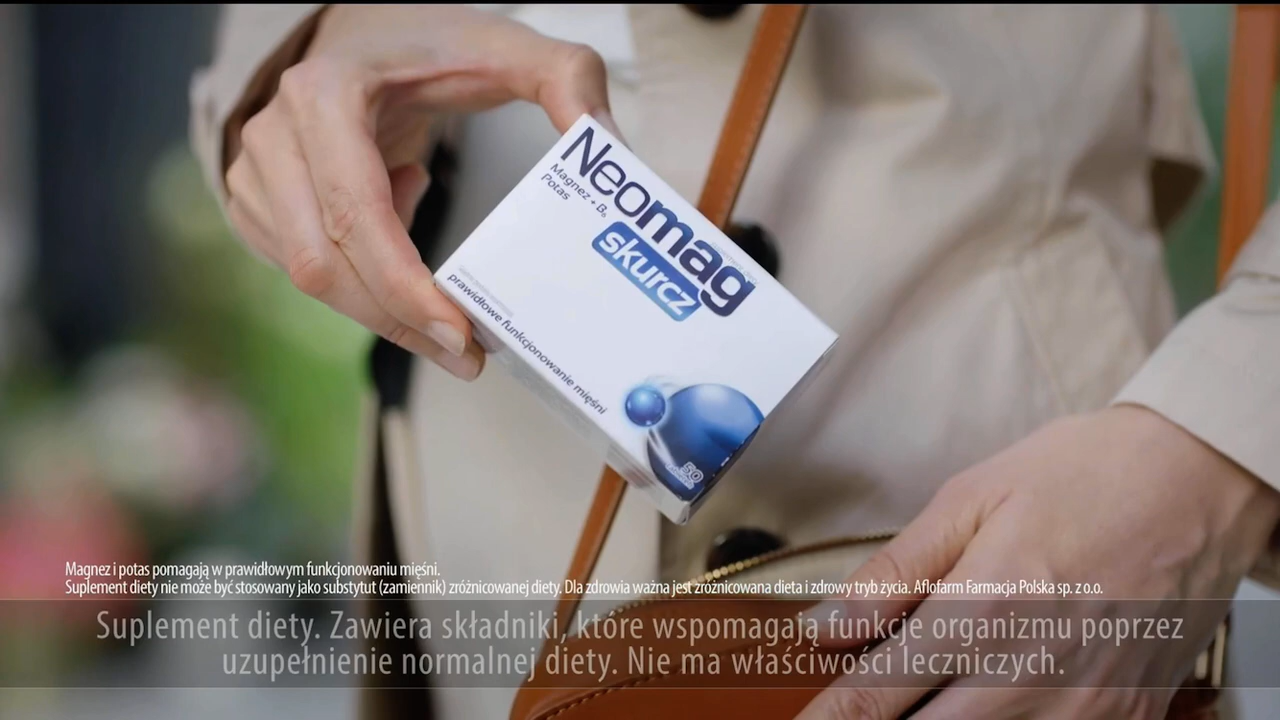 Neomag
Magnez + B₆
Potas
skurcz
prawidłowe funkcjonowanie mięśni
50
Magnez i potas pomagają w prawidłowym funkcjonowaniu mięśni.
Suplement diety nie może być stosowany jako substytut (zamiennik) zróżnicowanej diety. Dla zdrowia ważna jest zróżnicowana dieta i zdrowy tryb życia. Aflofarm Farmacja Polska sp. z o.o.
Suplement diety. Zawiera składniki, które wspomagają funkcje organizmu poprzez
uzupełnienie normalnej diety. Nie ma właściwości leczniczych.